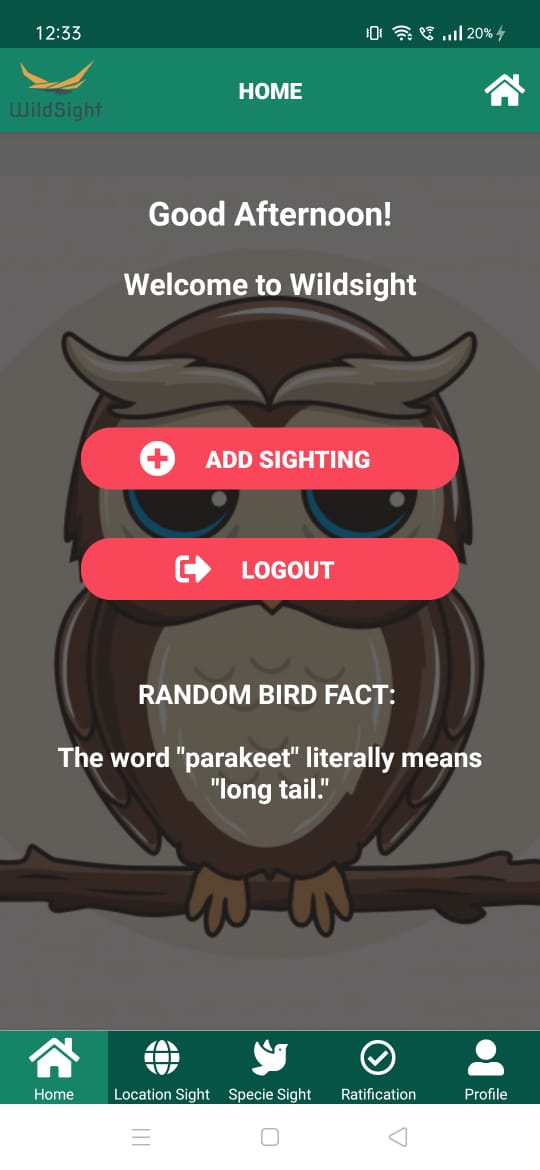 12:33
20%
WildSight
HOME
Good Afternoon!
Welcome to Wildsight
ADD SIGHTING
LOGOUT
RANDOM BIRD FACT:
The word "parakeet" literally means
"long tail."
Home
Location Sight
Specie Sight
Ratification
Profile